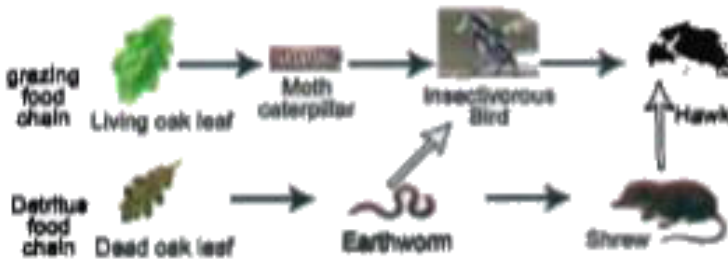 grazing
food
chain
Living oak leaf
Moth
caterpillar
Insectivorous
Bird
Hawk
Detritus
food
chain
Dead oak leaf
Earthworm
Shrew